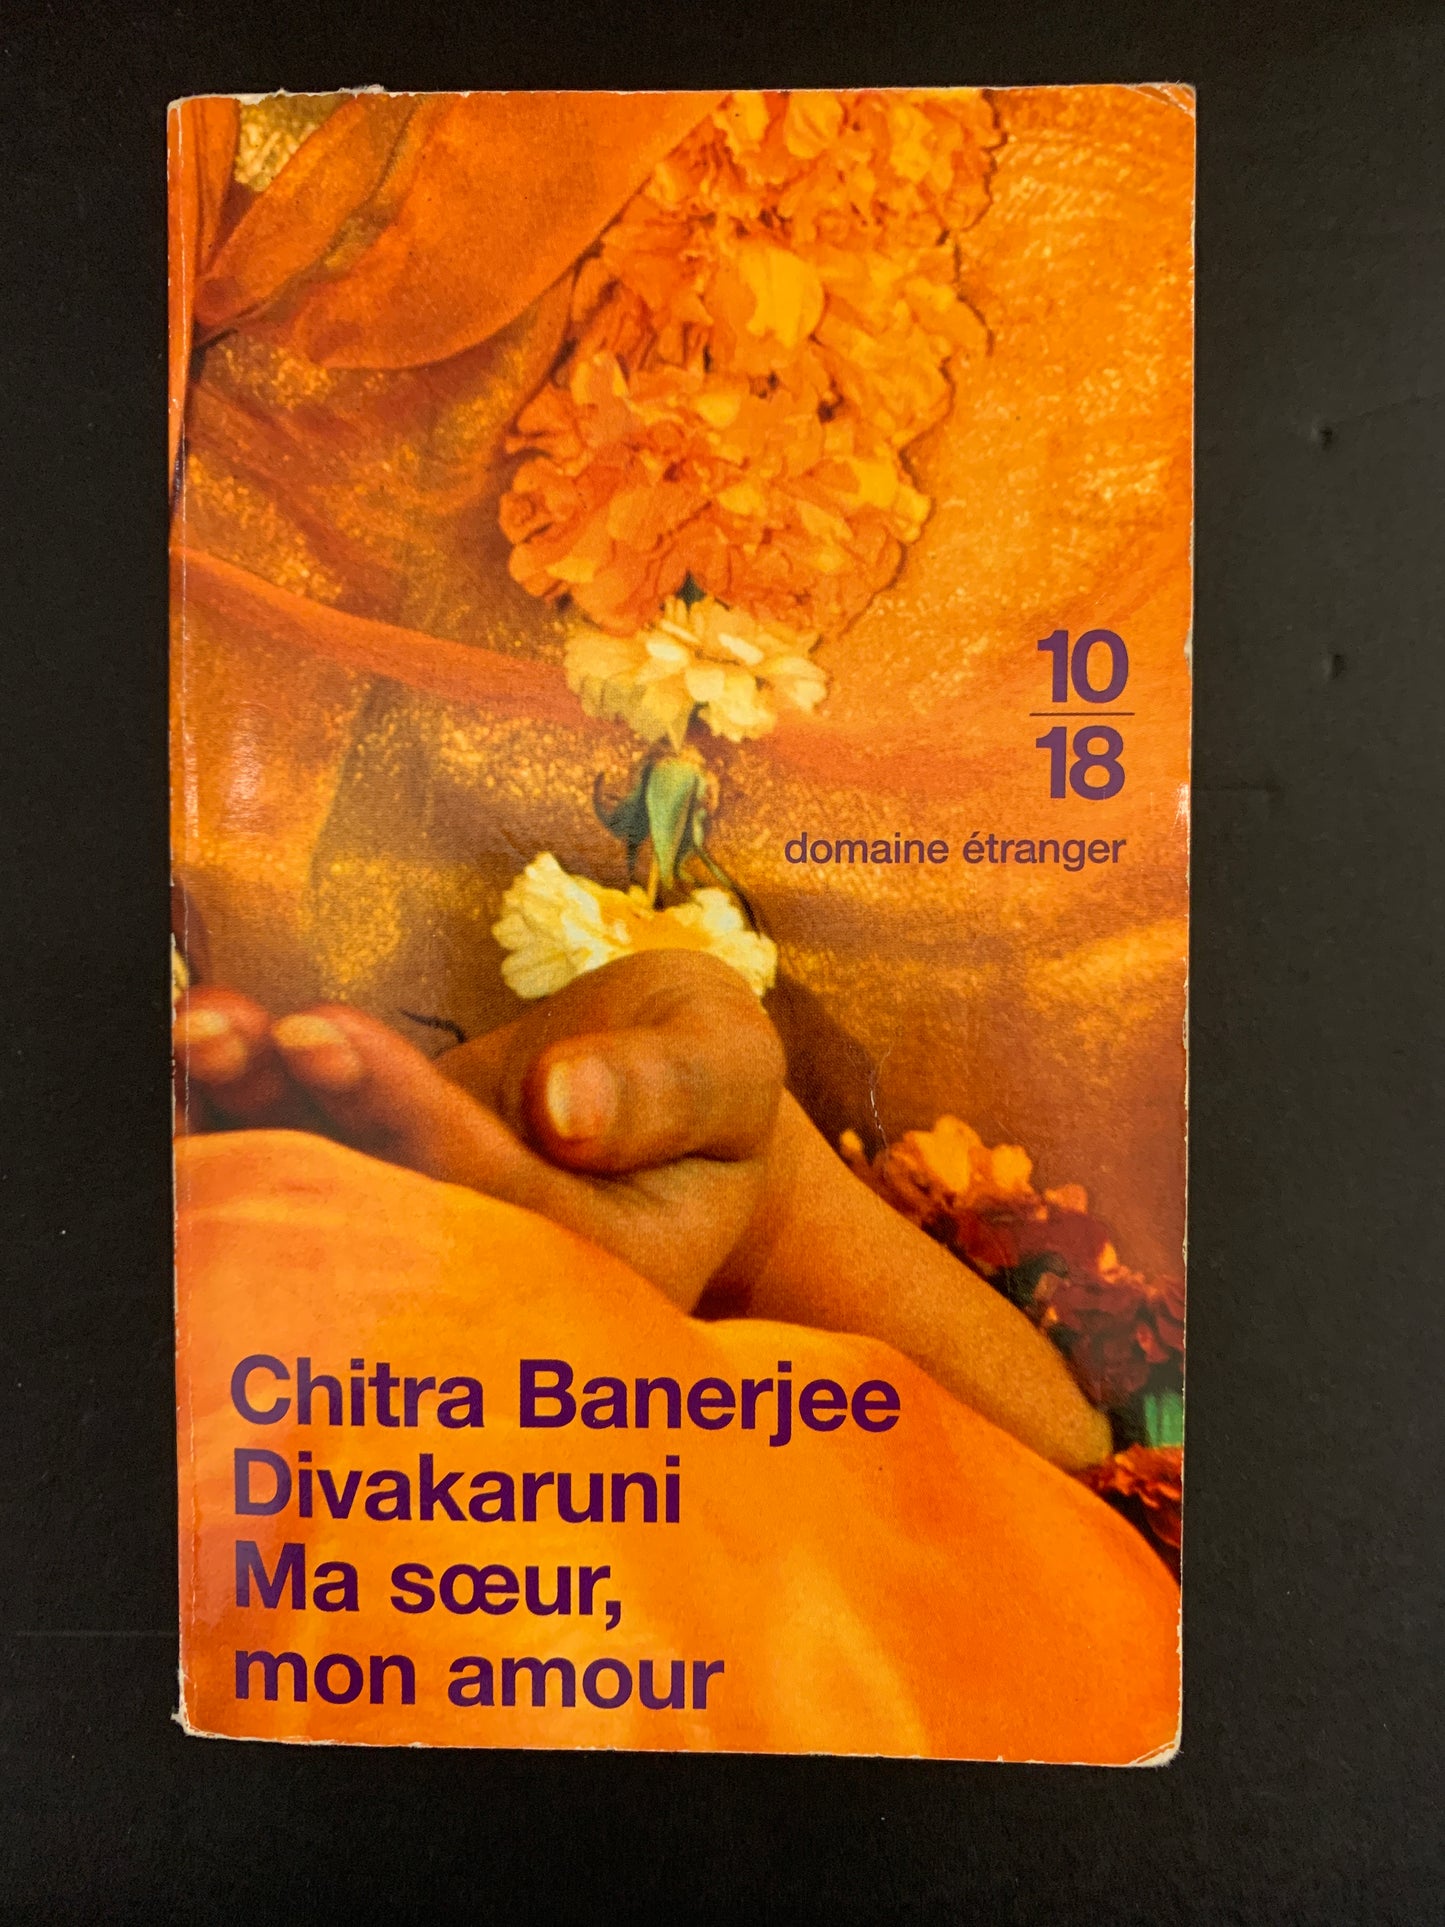 10
18
domaine étranger
Chitra Banerjee
Divakaruni
Ma sœur,
mon amour